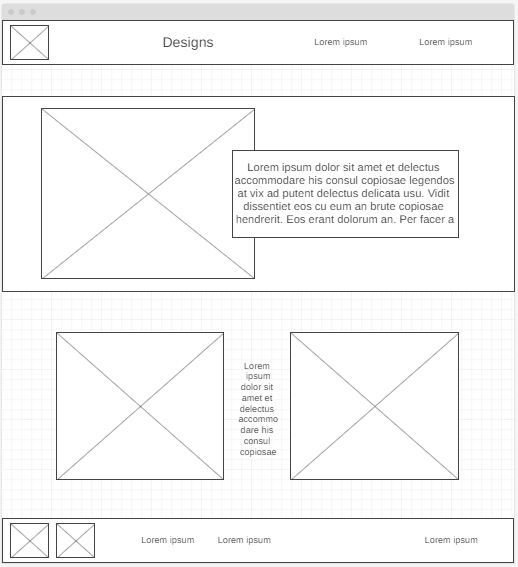 Designs
Lorem ipsum
Lorem ipsum
Lorem ipsum dolor sit amet et delectus
accommodare his consul copiosae legendos
at vix ad putent delectus delicata usu. Vidit
dissentiet eos cu eum an brute copiosae
hendrerit. Eos erant dolorum an. Per facer a
Lorem
ipsum
dolor sit
amet et
delectus
accommo
dare his
consul
copiosae
Lorem ipsum
Lorem ipsum
Lorem ipsum